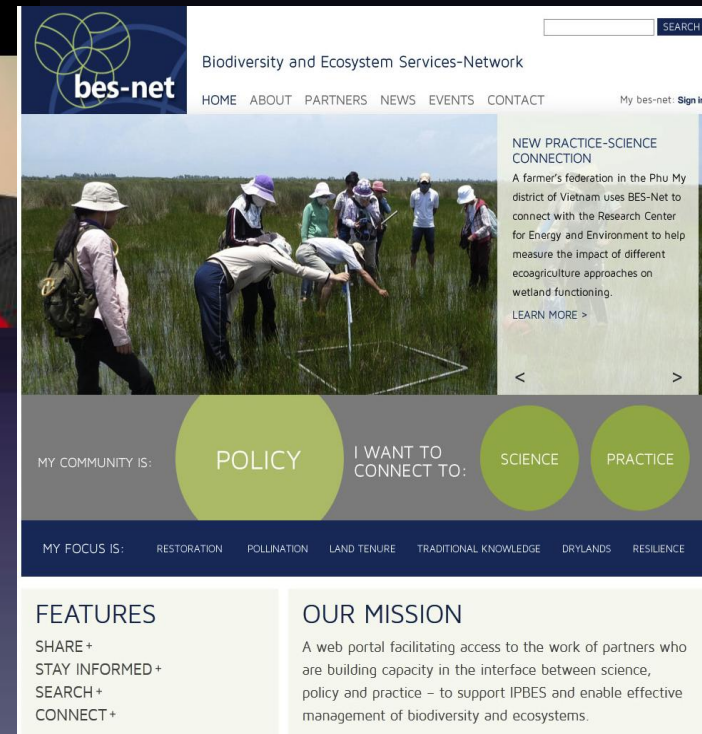 SEARCH
bes-net
Biodiversity and Ecosystem Services-Network
HOME ABOUT PARTNERS NEWS EVENTS CONTACT
My bes-net: Sign in
NEW PRACTICE-SCIENCE
CONNECTION
A farmer's federation in the Phu My
district of Vietnam uses BES-Net to
connect with the Research Center
for Energy and Environment to help
measure the impact of different
ecoagriculture approaches on
wetland functioning.
LEARN MORE >
< >
MY COMMUNITY IS:
POLICY
I WANT TO
CONNECT TO:
SCIENCE
PRACTICE
MY FOCUS IS: RESTORATION POLLINATION LAND TENURE TRADITIONAL KNOWLEDGE DRYLANDS RESILIENCE
FEATURES
SHARE +
STAY INFORMED +
SEARCH +
CONNECT +
OUR MISSION
A web portal facilitating access to the work of partners who
are building capacity in the interface between science,
policy and practice – to support IPBES and enable effective
management of biodiversity and ecosystems.